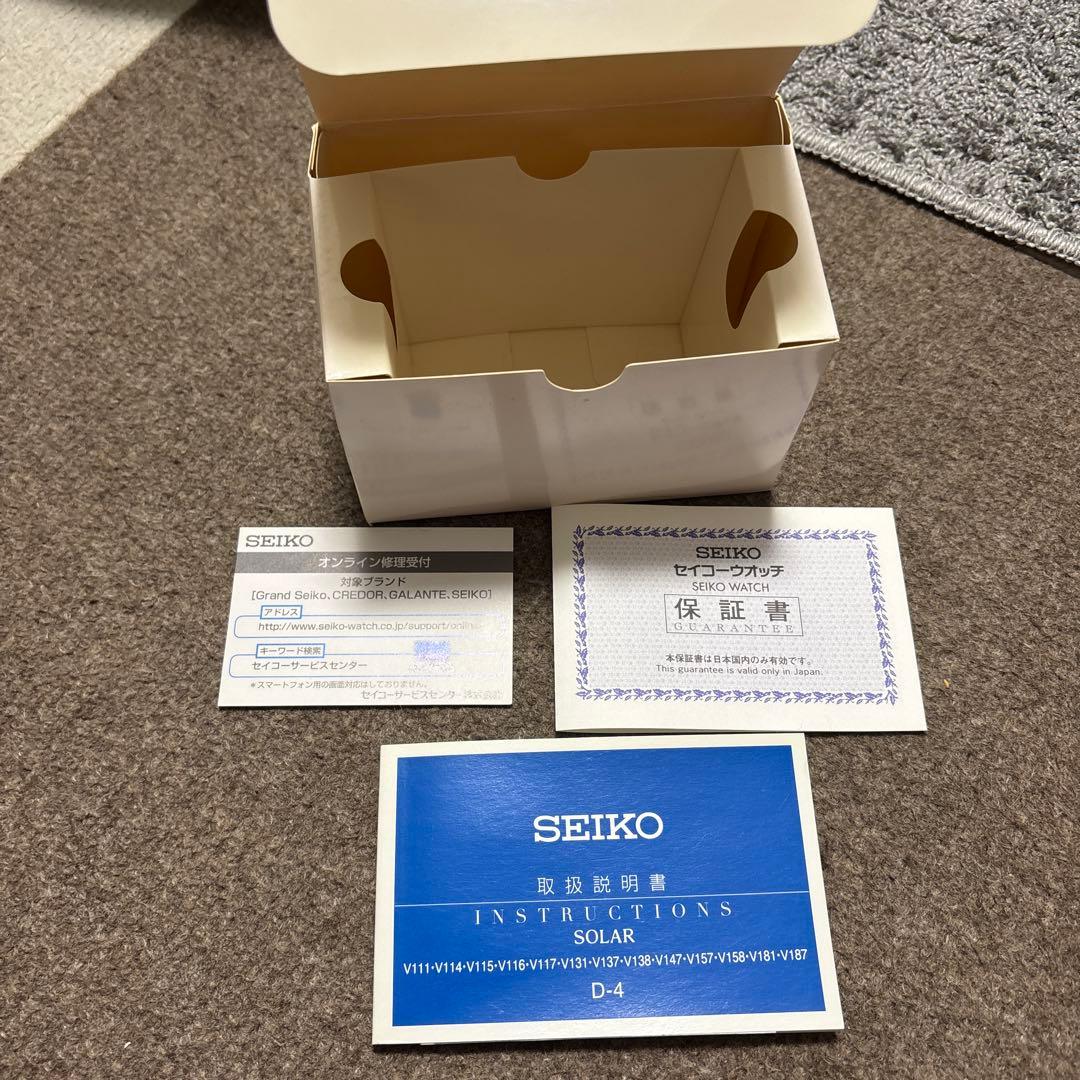 SEIKO
オンライン修理受付
対象ブランド
[Grand Seiko、CREDOR、GALANTE、SEIKO]
アドレス
http://www.seiko-watch.co.jp/support/online
キーワード検索
セイコーサービスセンター
*スマートフォン用の画面対応はしておりません。
セイコーサービスセンター株式会社
SEIKO
セイコーウオッチ
SEIKO WATCH
保証書
GUARANTEE
本保証書は日本国内のみ有効です。
This guarantee is valid only in Japan.
SEIKO
取扱説明書
INSTRUCTIONS
SOLAR
V111・V114・V115・V116・V117・V131・V137・V138・V147・V157・V158・V181・V187
D-4